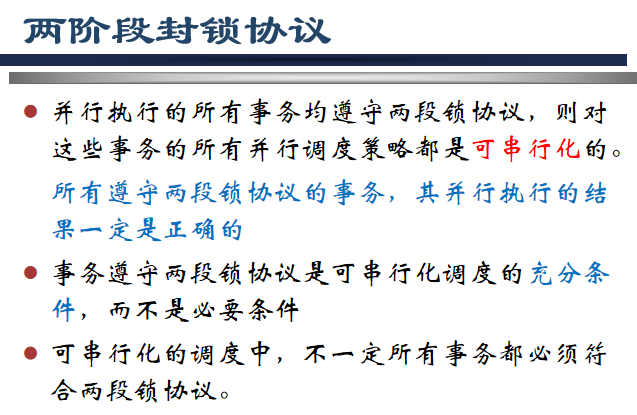 两阶段封锁协议
并行执行的所有事务均遵守两段锁协议，则对
这些事务的所有并行调度策略都是可串行化的。
所有遵守两段锁协议的事务，其并行执行的结
果一定是正确的
事务遵守两段锁协议是可串行化调度的充分条
件，而不是必要条件
可串行化的调度中，不一定所有事务都必须符
合两段锁协议。